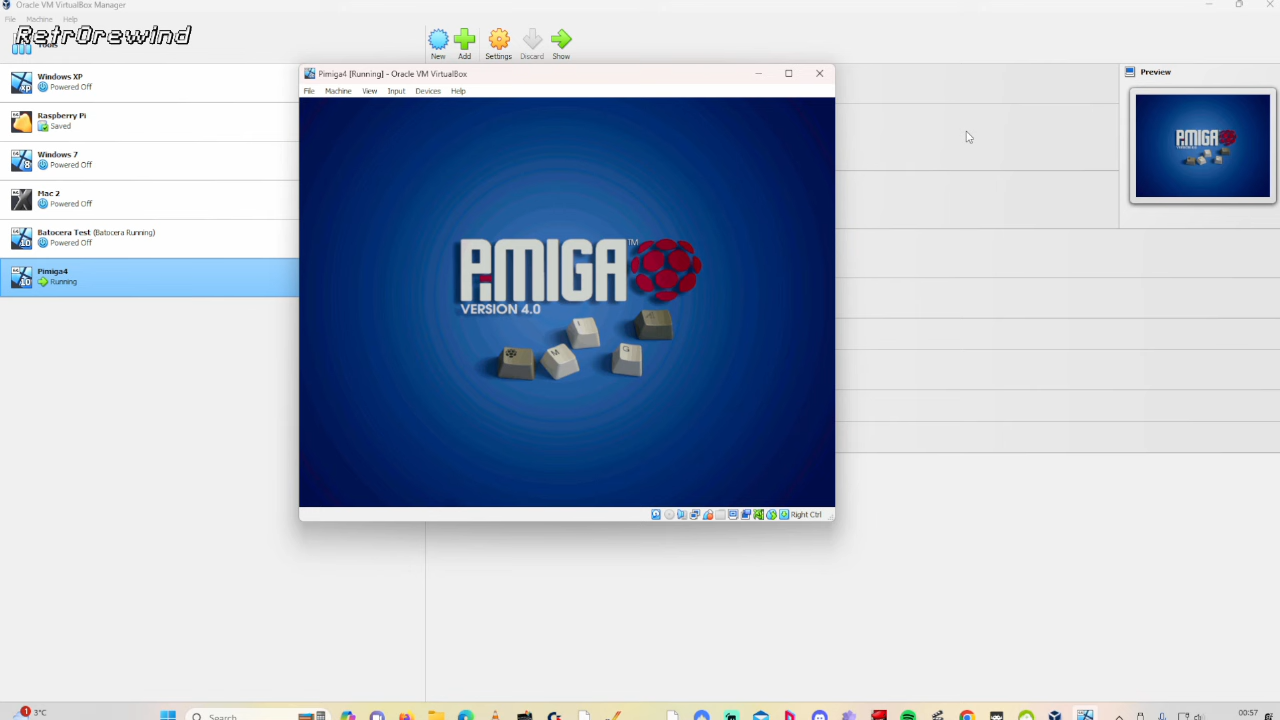 Oracle VM VirtualBox Manager
File Machine Help
RetrOrewind
Tools
New Add Settings Discard Show
Windows XP
Powered Off
Raspberry Pi
Saved
Windows 7
Powered Off
Mac 2
Powered Off
Batocera Test (Batocera Running)
Powered Off
Pimiga4
Running
Pimiga4 [Running] - Oracle VM VirtualBox
File Machine View Input Devices Help
PiMIGA™
VERSION 4.0
M
Right Ctrl
Preview
1
3°C
Search
00:57